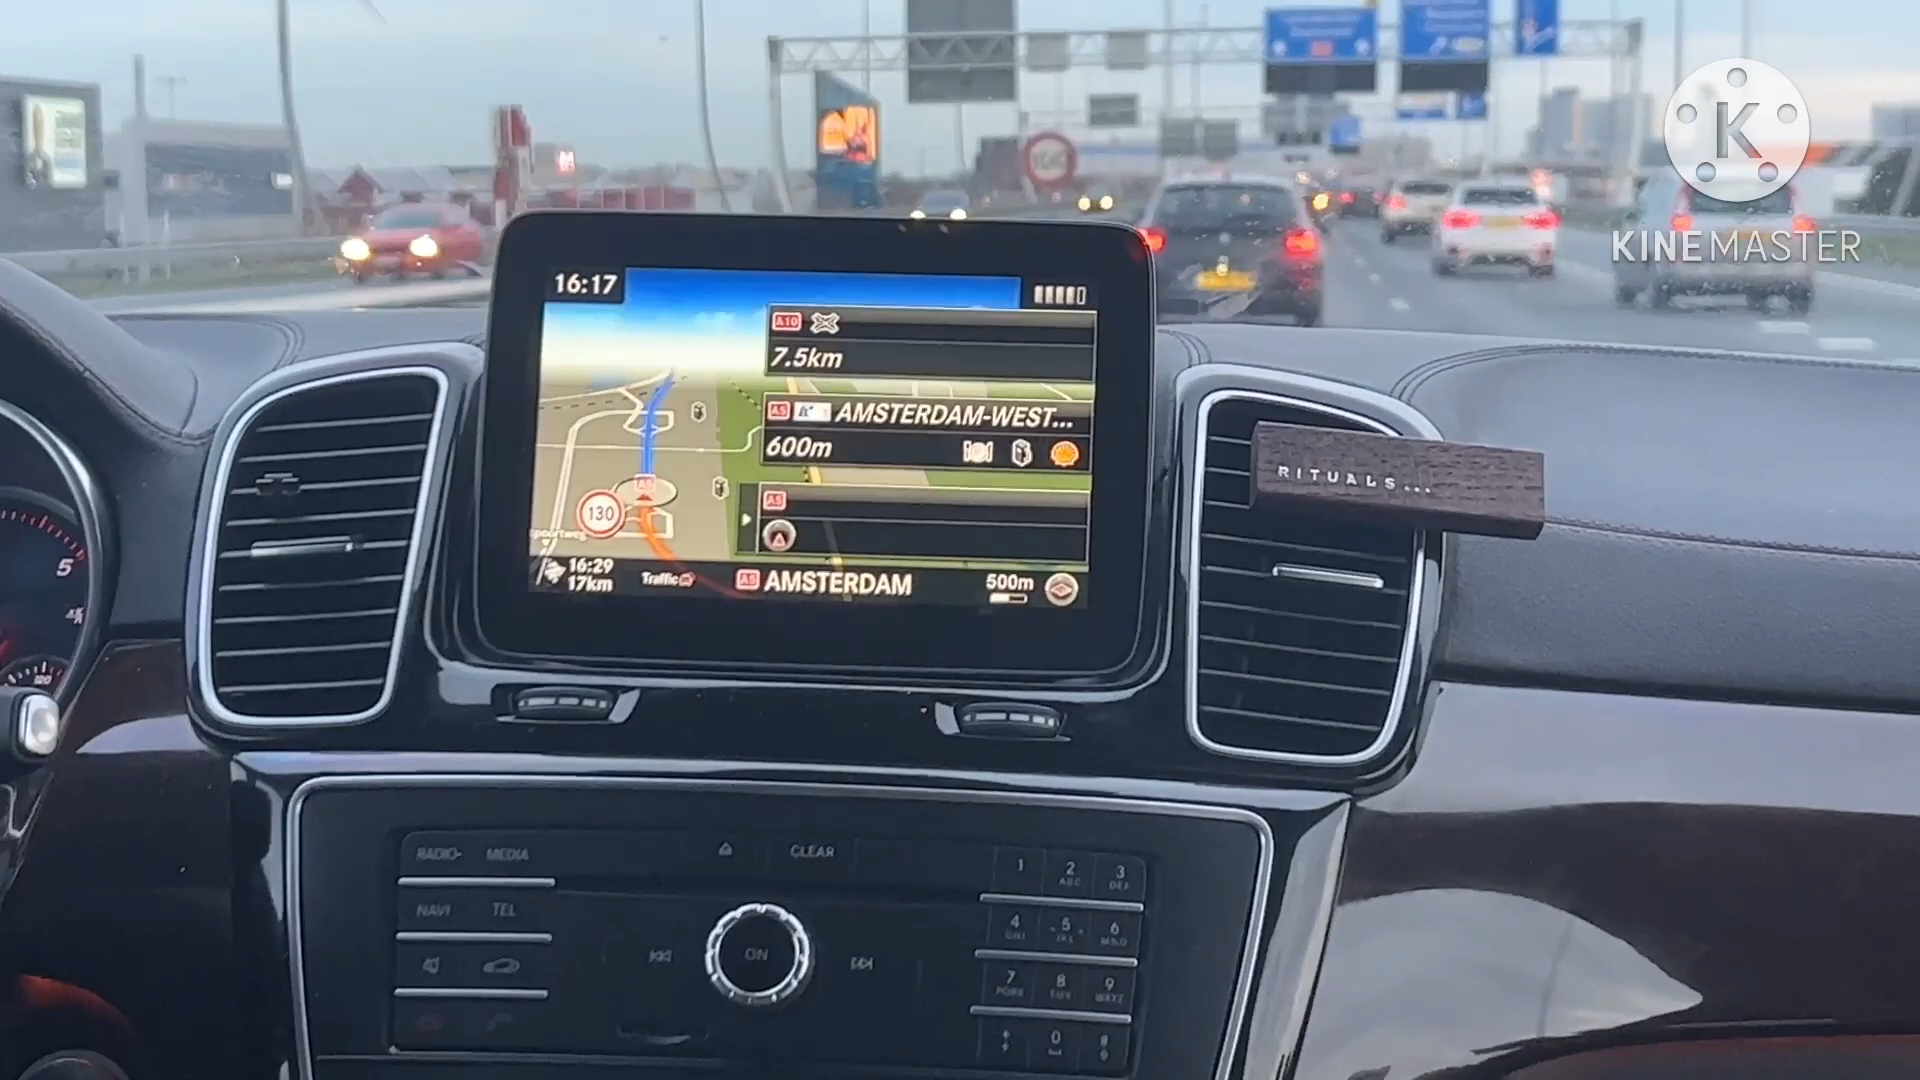 K
KINEMASTER
16:17
A10
7.5km
A5
AMSTERDAM-WEST...
600m
A5
A5
130
16:29
17km
Traffic
A5 AMSTERDAM
500m
RITUALS...
5
RADIO
MEDIA
CLEAR
NAVI
TEL
ON
1
2
ABC
3
DEF
4
GHI
5
JKL
6
MNO
7
PQRS
8
TUV
9
WXYZ
*
0
#